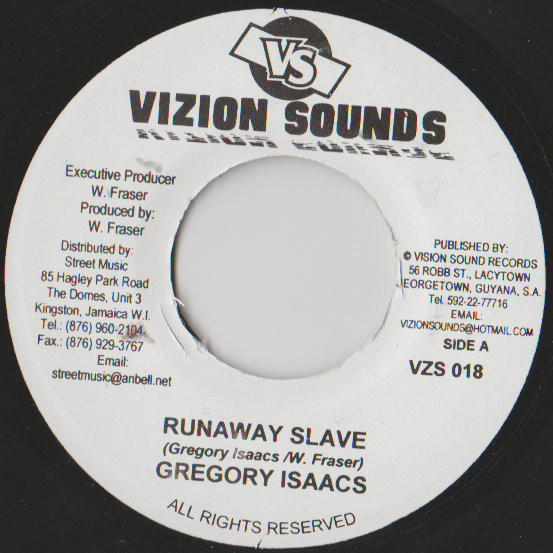 VS
VIZION SOUNDS
Executive Producer
W. Fraser
Produced by:
W. Fraser
Distributed by:
Street Music
85 Hagley Park Road
The Domes, Unit 3
Kingston, Jamaica W.I.
Tel.: (876) 960-2104
Fax.: (876) 929-3767
Email:
streetmusic@anbell.net
PUBLISHED BY:
© VISION SOUND RECORDS
56 ROBB ST., LACYTOWN
EORGETOWN, GUYANA, S.A.
Tel. 592-22-77716
EMAIL:
VIZIONSOUNDS@HOTMAIL.COM
SIDE A
VZS 018
RUNAWAY SLAVE
(Gregory Isaacs /W. Fraser)
GREGORY ISAACS
ALL RIGHTS RESERVED